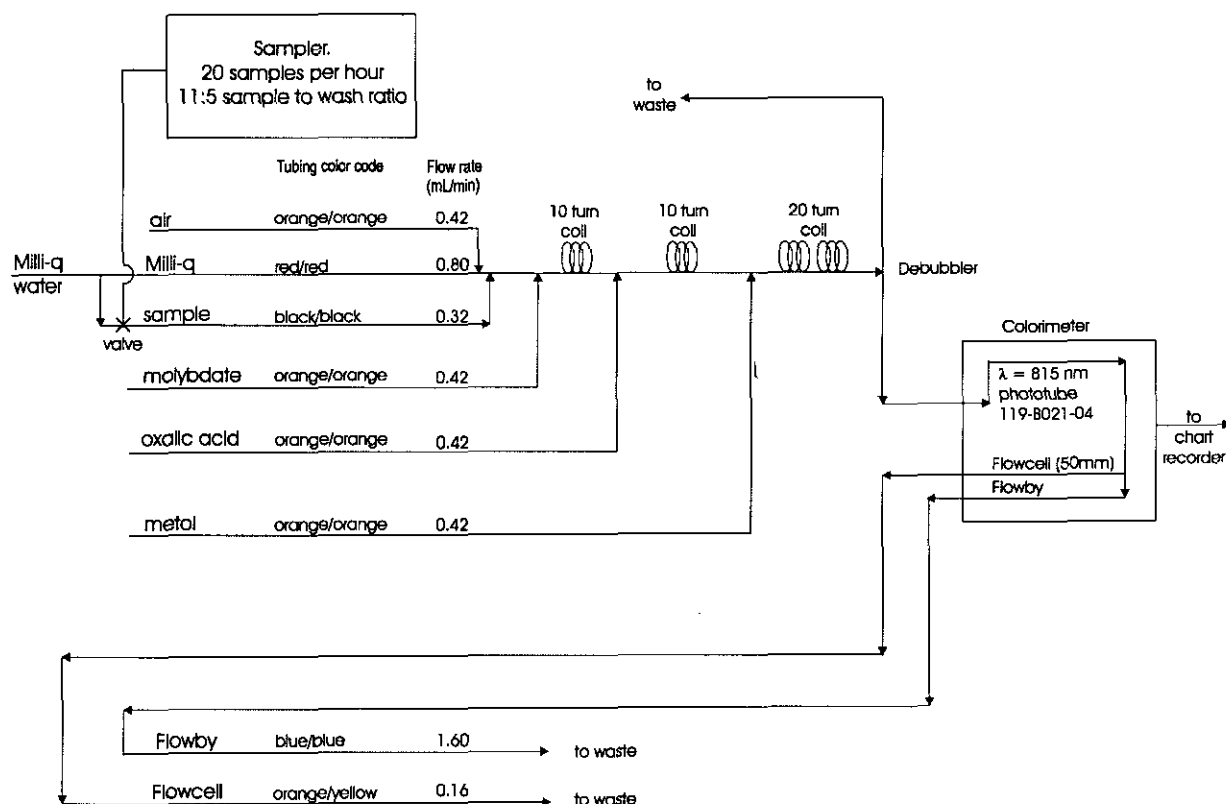 Sampler.
20 samples per hour
11:5 sample to wash ratio
to
waste
Tubing color code
Flow rate
(mL/min)
air orange/orange 0.42
10 turn
coil
10 turn
coil
20 turn
coil
Milli-q
water
Milli-q red/red 0.80
Debubbler
sample black/black 0.32
valve
Colorimeter
molybdate orange/orange 0.42
λ = 815 nm
phototube
119-B021-04
to
chart
recorder
oxalic acid orange/orange 0.42
Flowcell (50mm)
Flowby
metol orange/orange 0.42
Flowby blue/blue 1.60 to waste
Flowcell orange/yellow 0.16 to waste